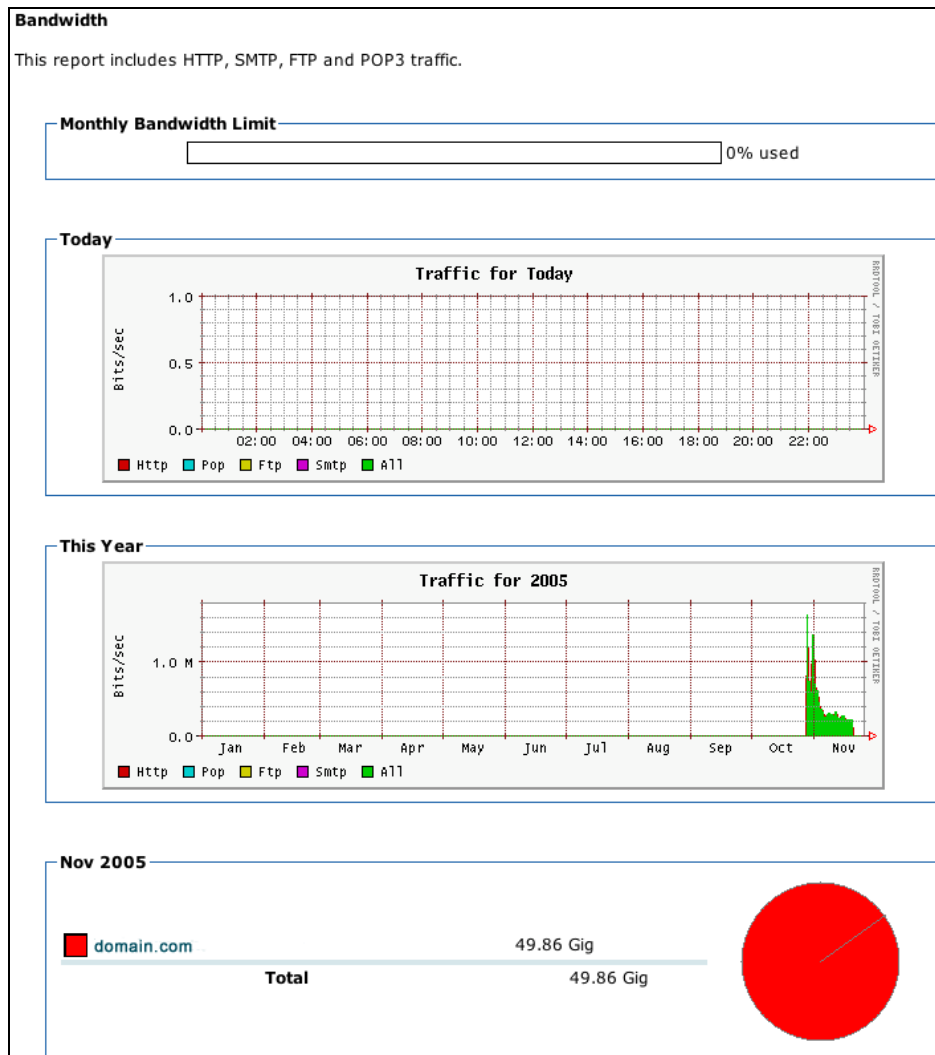 Bandwidth
This report includes HTTP, SMTP, FTP and POP3 traffic.
Monthly Bandwidth Limit
0% used
Today
Traffic for Today
RRDTOOL / TOBI OETIKER
Bits/sec
1.0
0.5
0.0
02:00 04:00 06:00 08:00 10:00 12:00 14:00 16:00 18:00 20:00 22:00
Http Pop Ftp Smtp All
This Year
Traffic for 2005
RRDTOOL / TOBI OETIKER
Bits/sec
1.0 M
0.0
Jan Feb Mar Apr May Jun Jul Aug Sep Oct Nov
Http Pop Ftp Smtp All
Nov 2005
domain.com 49.86 Gig
Total 49.86 Gig